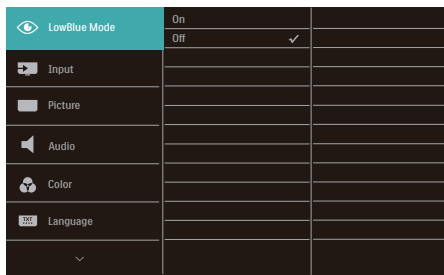 LowBlue Mode
On
Off
Input
Picture
Audio
Color
TXT
Language